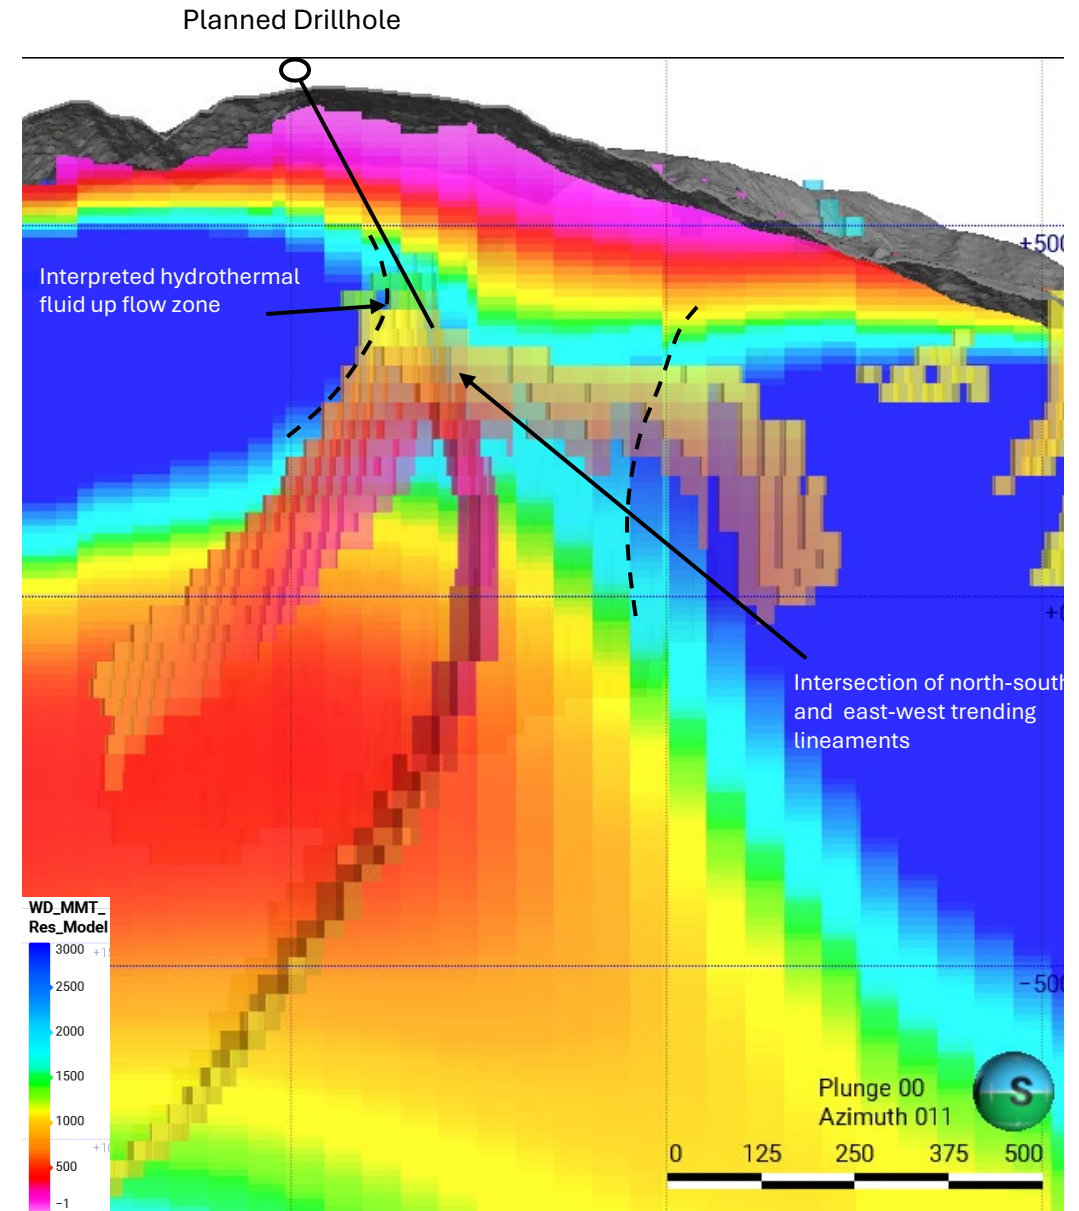 Planned Drillhole
+500
Interpreted hydrothermal
fluid up flow zone
Intersection of north-south
and east-west trending
lineaments
WD_MMT_
Res_Model
3000
2500
2000
1500
1000
500
−1
−500
S
Plunge 00
Azimuth 011
0 125 250 375 500